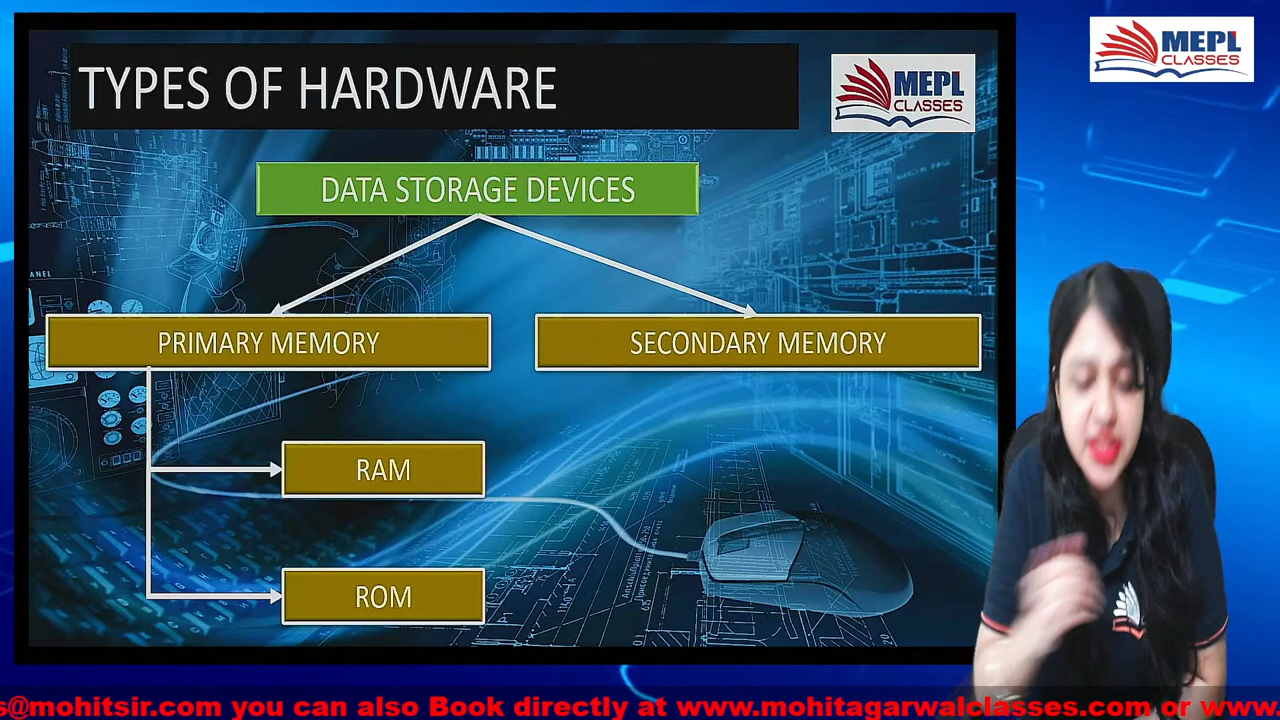 MEPL
CLASSES
TYPES OF HARDWARE
MEPL
CLASSES
DATA STORAGE DEVICES
PRIMARY MEMORY
SECONDARY MEMORY
RAM
ROM
s@mohitsir.com you can also Book directly at www.mohitagarwalclasses.com or www.